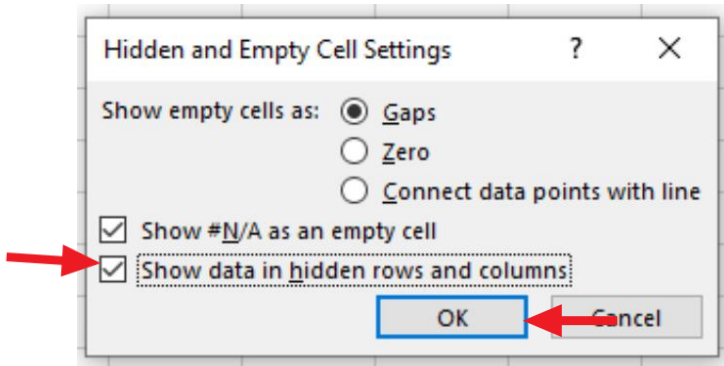 Hidden and Empty Cell Settings ?
Show empty cells as: Gaps
Zero
Connect data points with line
Show #N/A as an empty cell
Show data in hidden rows and columns
OK Cancel